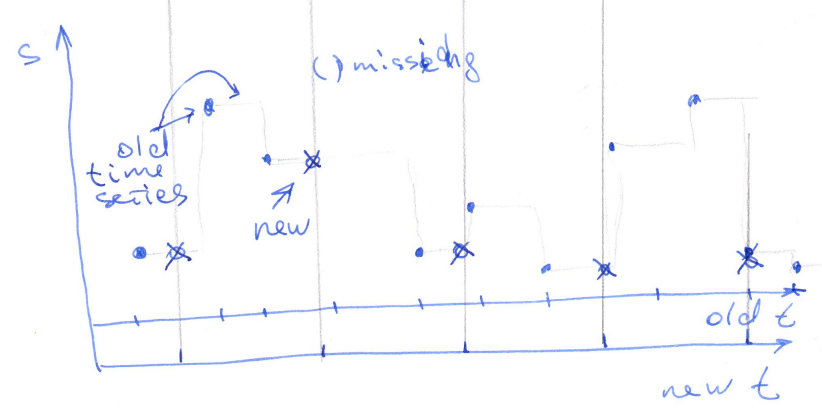 S
( ) missing
old
time
series
new
old t
new t